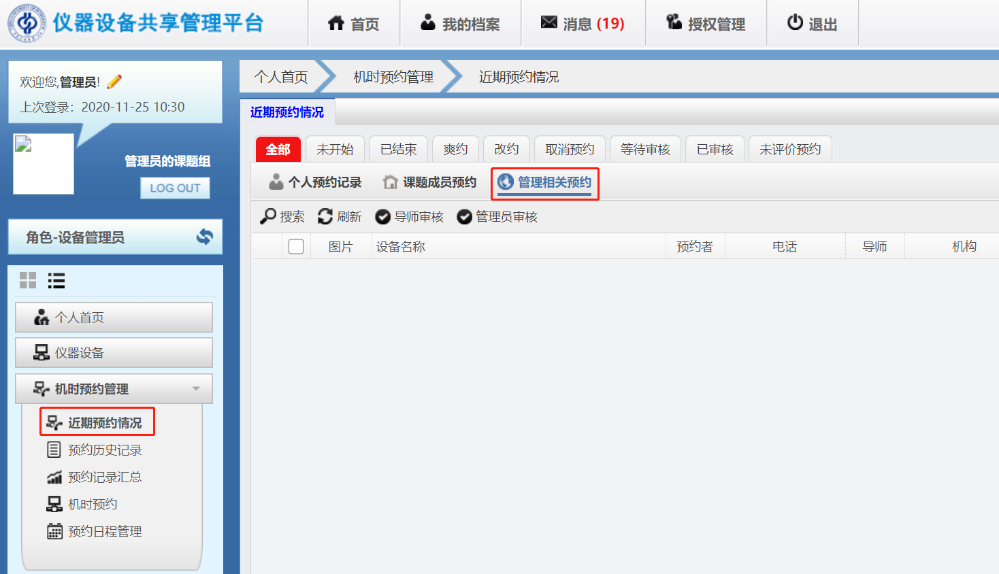 仪器设备共享管理平台
首页
我的档案
消息 (19)
授权管理
退出
欢迎您,管理员!
上次登录：2020-11-25 10:30
管理员的课题组
LOG OUT
角色-设备管理员
个人首页
仪器设备
机时预约管理
近期预约情况
预约历史记录
预约记录汇总
机时预约
预约日程管理
个人首页
机时预约管理
近期预约情况
近期预约情况
全部
未开始
已结束
爽约
改约
取消预约
等待审核
已审核
未评价预约
个人预约记录
课题成员预约
管理相关预约
搜索
刷新
导师审核
管理员审核
图片
设备名称
预约者
电话
导师
机构